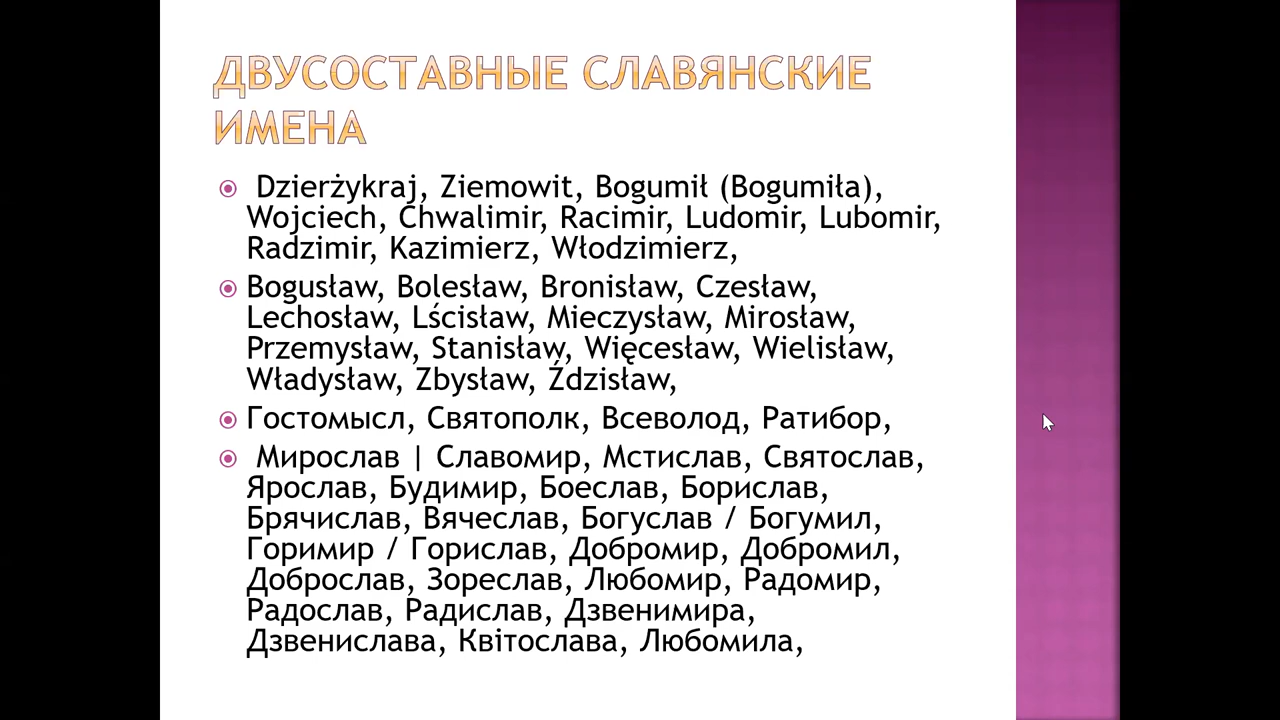 ДВУСОСТАВНЫЕ СЛАВЯНСКИЕ
ИМЕНА
Dzierżykraj, Ziemowit, Bogumił (Bogumiła),
Wojciech, Chwalimir, Racimir, Ludomir, Lubomir,
Radzimir, Kazimierz, Włodzimierz,
Bogusław, Bolesław, Bronisław, Czesław,
Lechosław, Lścisław, Mieczysław, Mirosław,
Przemysław, Stanisław, Więcesław, Wielisław,
Władysław, Zbysław, Ździsław,
Гостомысл, Святополк, Всеволод, Ратибор,
Мирослав | Славомир, Мстислав, Святослав,
Ярослав, Будимир, Боеслав, Борислав,
Брячислав, Вячеслав, Богуслав / Богумил,
Горимир / Горислав, Добромир, Добромил,
Доброслав, Зореслав, Любомир, Радомир,
Радослав, Радислав, Дзвенимира,
Дзвенислава, Квітослава, Любомила,